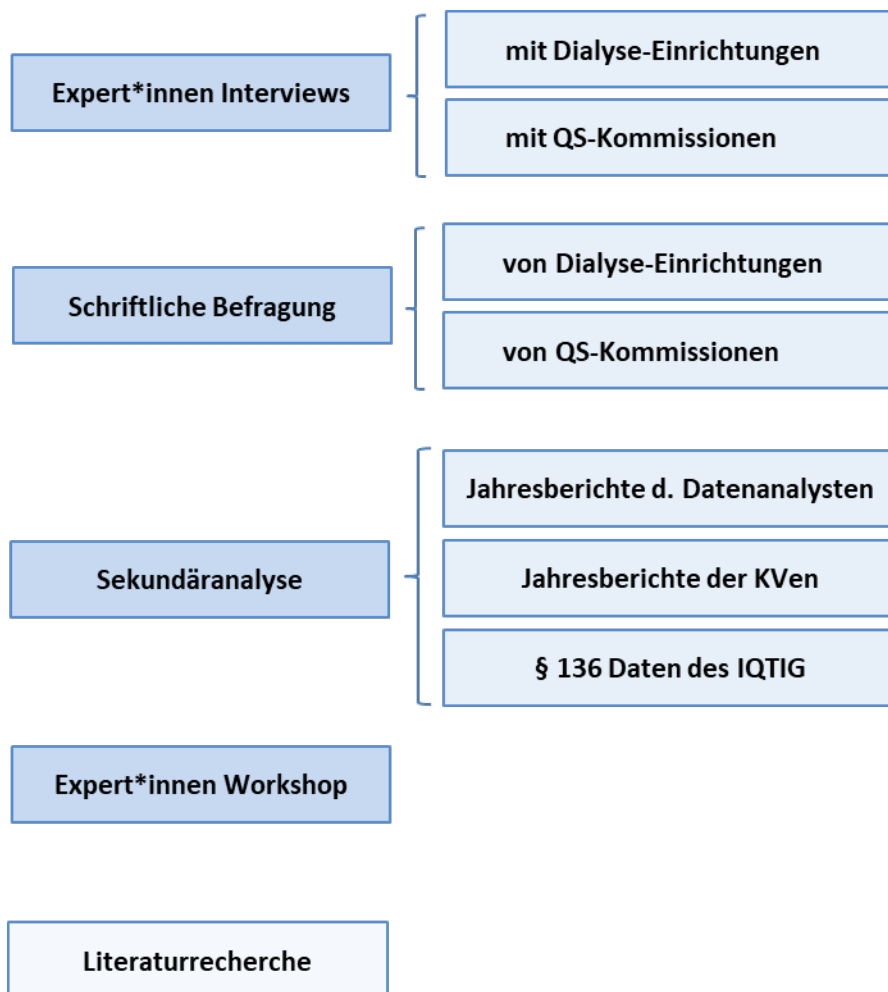 Expert*innen Interviews
mit Dialyse-Einrichtungen
mit QS-Kommissionen
Schriftliche Befragung
von Dialyse-Einrichtungen
von QS-Kommissionen
Sekundäranalyse
Jahresberichte d. Datenanalysten
Jahresberichte der KVen
§ 136 Daten des IQTIG
Expert*innen Workshop
Literaturrecherche